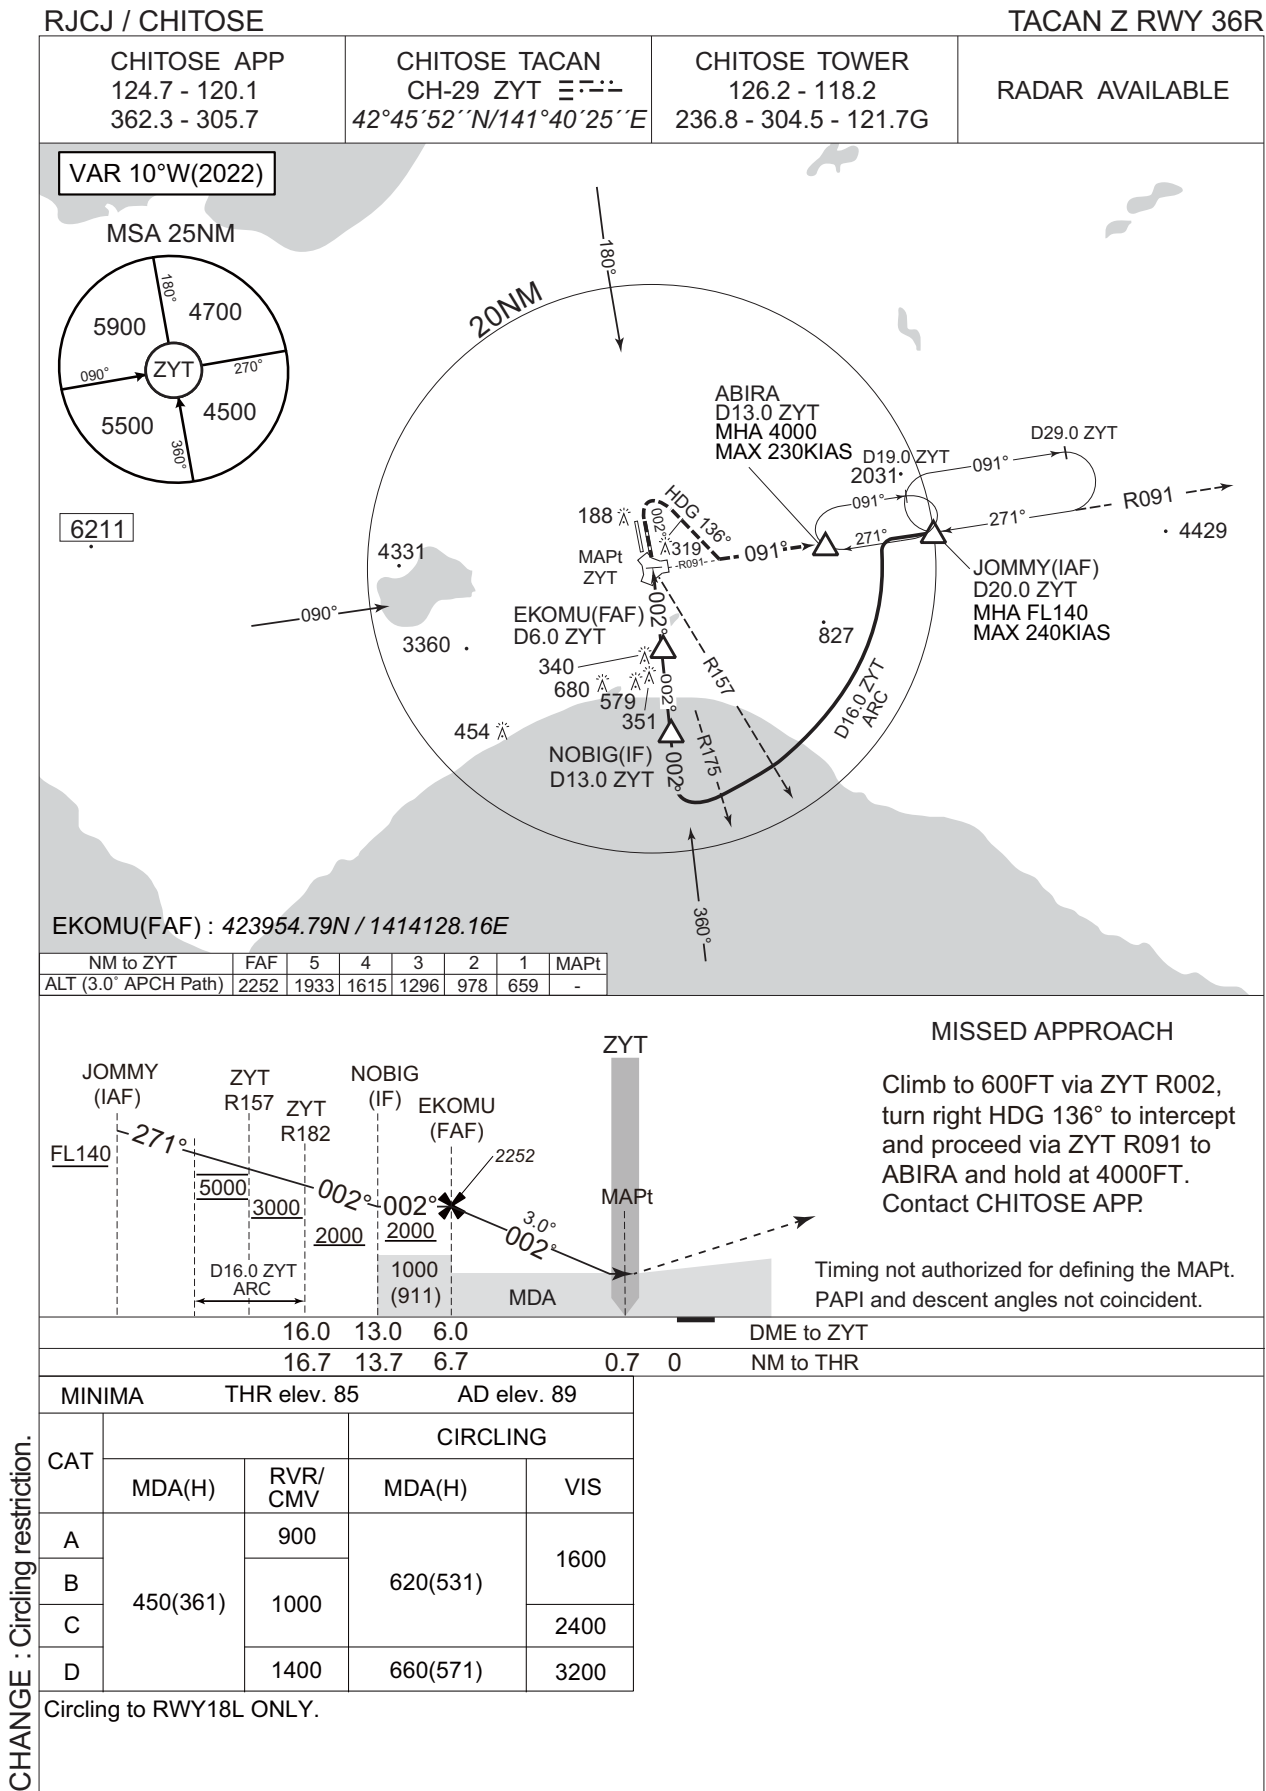 RJCJ / CHITOSE
TACAN Z RWY 36R
CHITOSE APP
124.7 - 120.1
362.3 - 305.7
CHITOSE TACAN
CH-29 ZYT
42°45´52´´N/141°40´25´´E
CHITOSE TOWER
126.2 - 118.2
236.8 - 304.5 - 121.7G
RADAR AVAILABLE
VAR 10°W(2022)
MSA 25NM
180°
5900
4700
090°
ZYT
270°
5500
4500
360°
6211
180°
20NM
ABIRA
D13.0 ZYT
MHA 4000
MAX 230KIAS
D29.0 ZYT
D19.0 ZYT
2031
091°
091°
R091
271°
271°
4429
JOMMY(IAF)
D20.0 ZYT
MHA FL140
MAX 240KIAS
188
002°
HDG 136°
319
MAPt
ZYT
R091
091°
4331
090°
3360
EKOMU(FAF)
D6.0 ZYT
002°
827
340
680
579
351
002°
R157
D16.0 ZYT
ARC
454
NOBIG(IF)
D13.0 ZYT
002°
R175
360°
EKOMU(FAF) : 423954.79N / 1414128.16E
NM to ZYT FAF 5 4 3 2 1 MAPt
ALT (3.0° APCH Path) 2252 1933 1615 1296 978 659 -
MISSED APPROACH
Climb to 600FT via ZYT R002,
turn right HDG 136° to intercept
and proceed via ZYT R091 to
ABIRA and hold at 4000FT.
Contact CHITOSE APP.
Timing not authorized for defining the MAPt.
PAPI and descent angles not coincident.
JOMMY
(IAF)
ZYT
R157
ZYT
R182
NOBIG
(IF)
EKOMU
(FAF)
ZYT
FL140
271°
5000
3000
002°
2000
002°
2000
2252
3.0°
002°
MAPt
D16.0 ZYT
ARC
1000
(911)
MDA
16.0 13.0 6.0 DME to ZYT
16.7 13.7 6.7 0.7 0 NM to THR
MINIMA THR elev. 85 AD elev. 89
CAT
CIRCLING
MDA(H)
RVR/
CMV
MDA(H)
VIS
A
900
B
450(361)
1000
620(531)
1600
C
2400
D
1400
660(571)
3200
Circling to RWY18L ONLY.
CHANGE : Circling restriction.